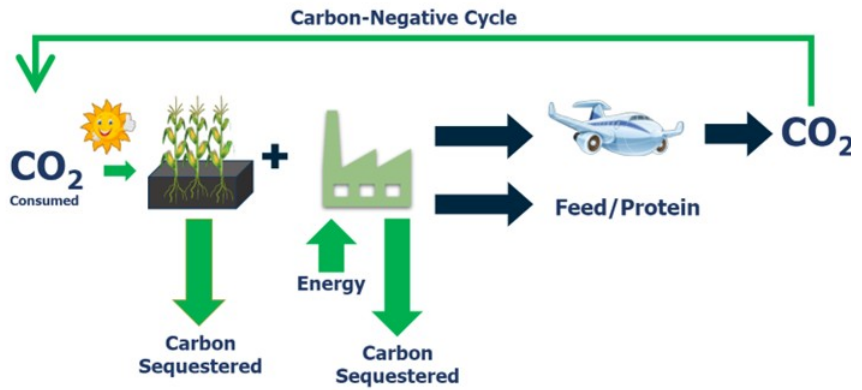 Carbon-Negative Cycle
CO₂
Consumed
+
Energy
Carbon
Sequestered
Carbon
Sequestered
Feed/Protein
CO₂